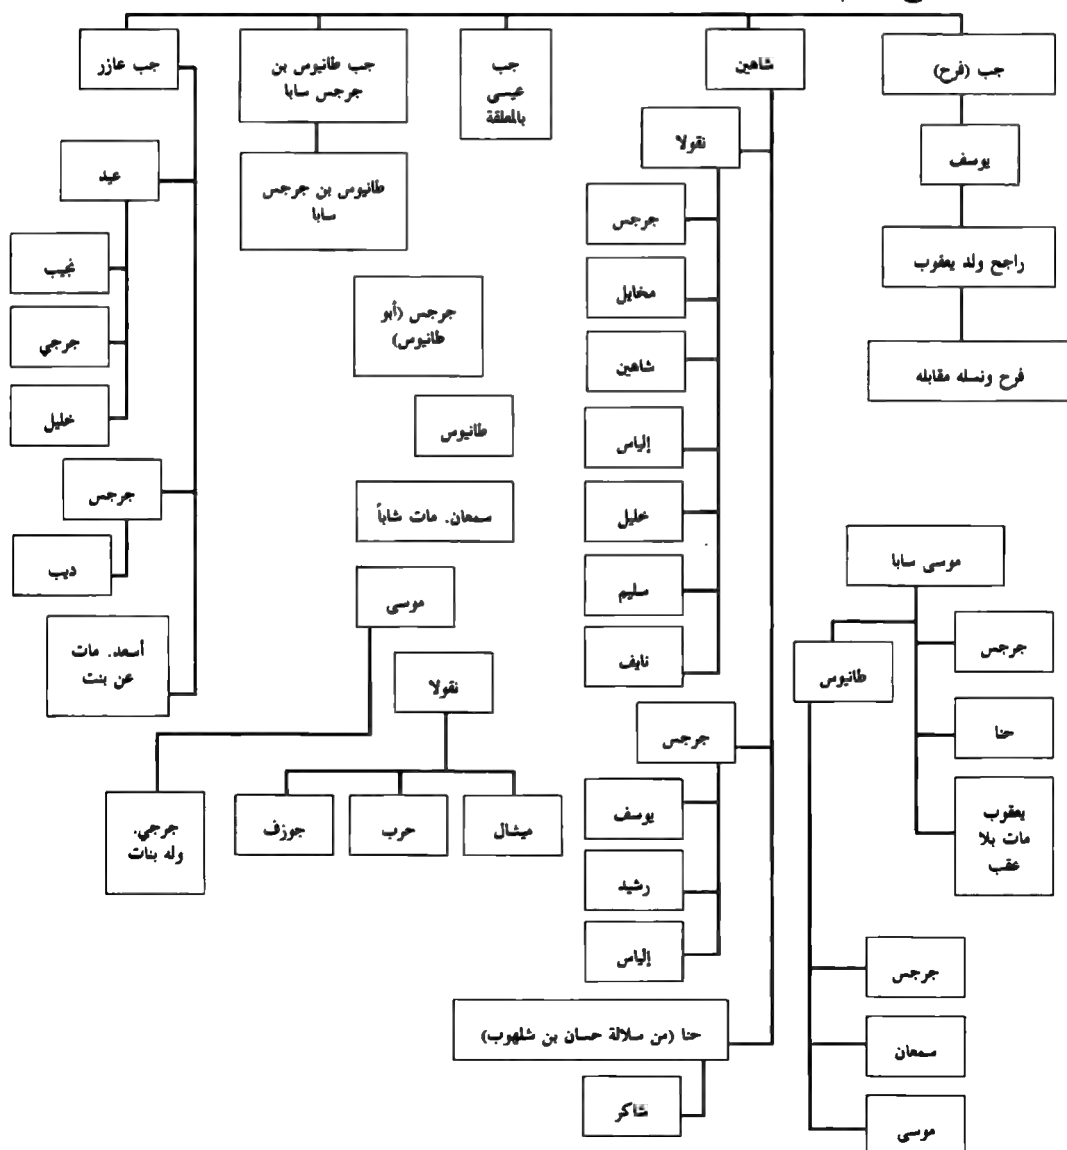 جب (فرح)
يوسف
راجح ولد يعقوب
فرح ونسله مقابله
شاهين
نقولا
جرجس
مخايل
شاهين
إلياس
خليل
سليم
نايف
جرجس
يوسف
رشيد
إلياس
حنا (من سلالة حسان بن شلهوب)
شاكر
جب
عيسى
بالمعلقة
جب طانيوس بن
جرجس سابا
طانيوس بن جرجس
سابا
جرجس (أبو
طانيوس)
طانيوس
سمعان. مات شاباً
موسى
جرجي.
وله بنات
نقولا
ميشال
حرب
جوزف
جب عازر
عيد
نجيب
جرجي
خليل
جرجس
ديب
أسعد. مات
عن بنت
موسى سابا
جرجس
حنا
يعقوب
مات بلا
عقب
طانيوس
جرجس
سمعان
موسى